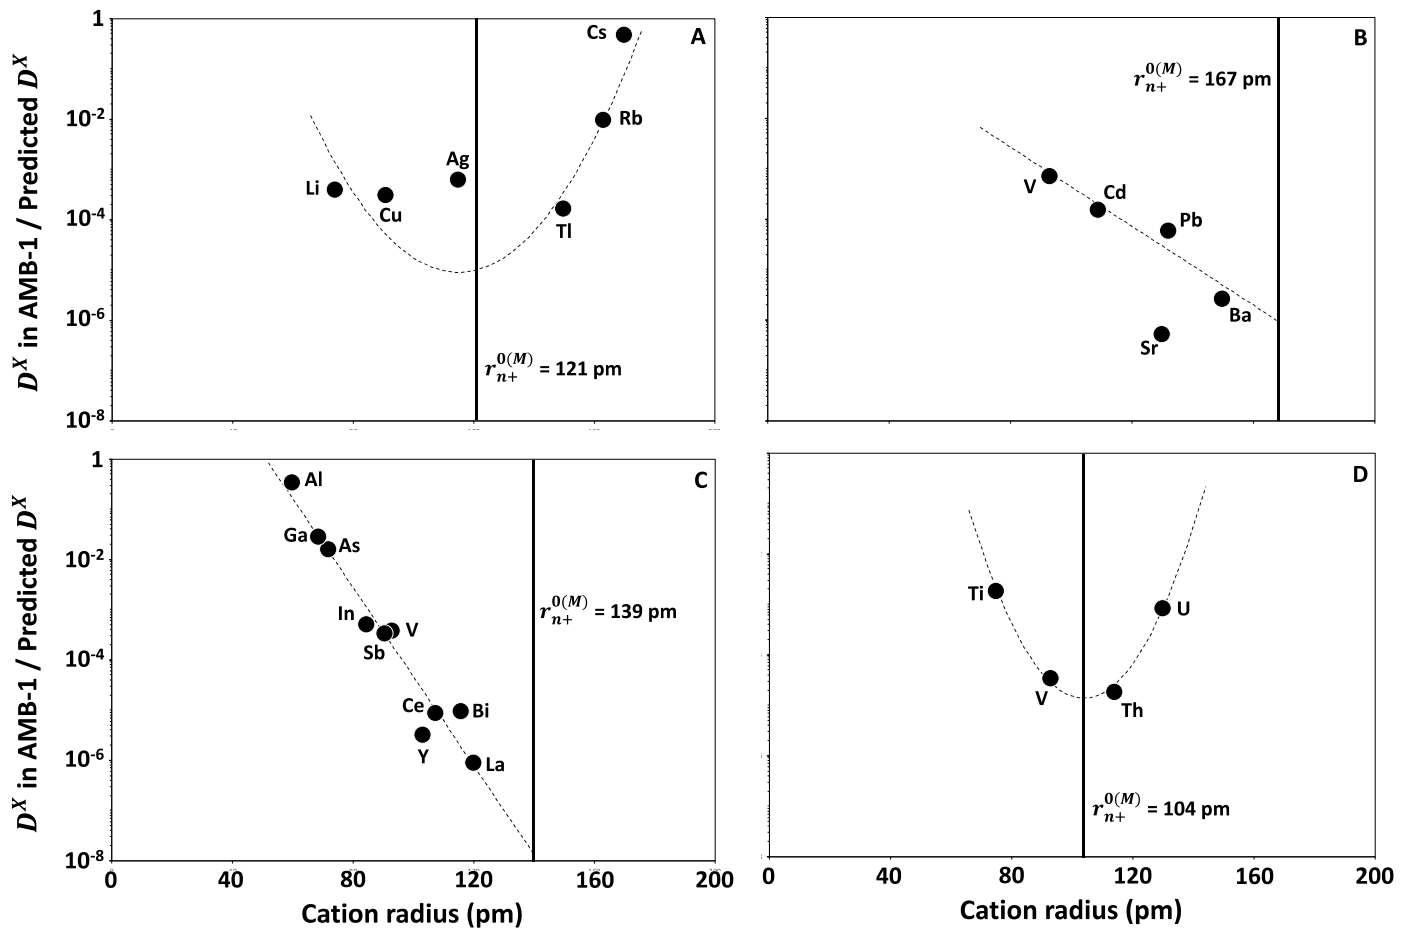 D^X in AMB-1 / Predicted D^X
1
10^-2
10^-4
10^-6
10^-8
A
Cs
Rb
Ag
Li
Cu
Tl
r_{n+}^{0(M)} = 121 pm
B
r_{n+}^{0(M)} = 167 pm
V
Cd
Pb
Ba
Sr
D^X in AMB-1 / Predicted D^X
1
10^-2
10^-4
10^-6
10^-8
C
Al
Ga
As
In
V
Sb
Ce
Bi
Y
La
r_{n+}^{0(M)} = 139 pm
0 40 80 120 160 200
Cation radius (pm)
D
Ti
U
V
Th
r_{n+}^{0(M)} = 104 pm
0 40 80 120 160 200
Cation radius (pm)